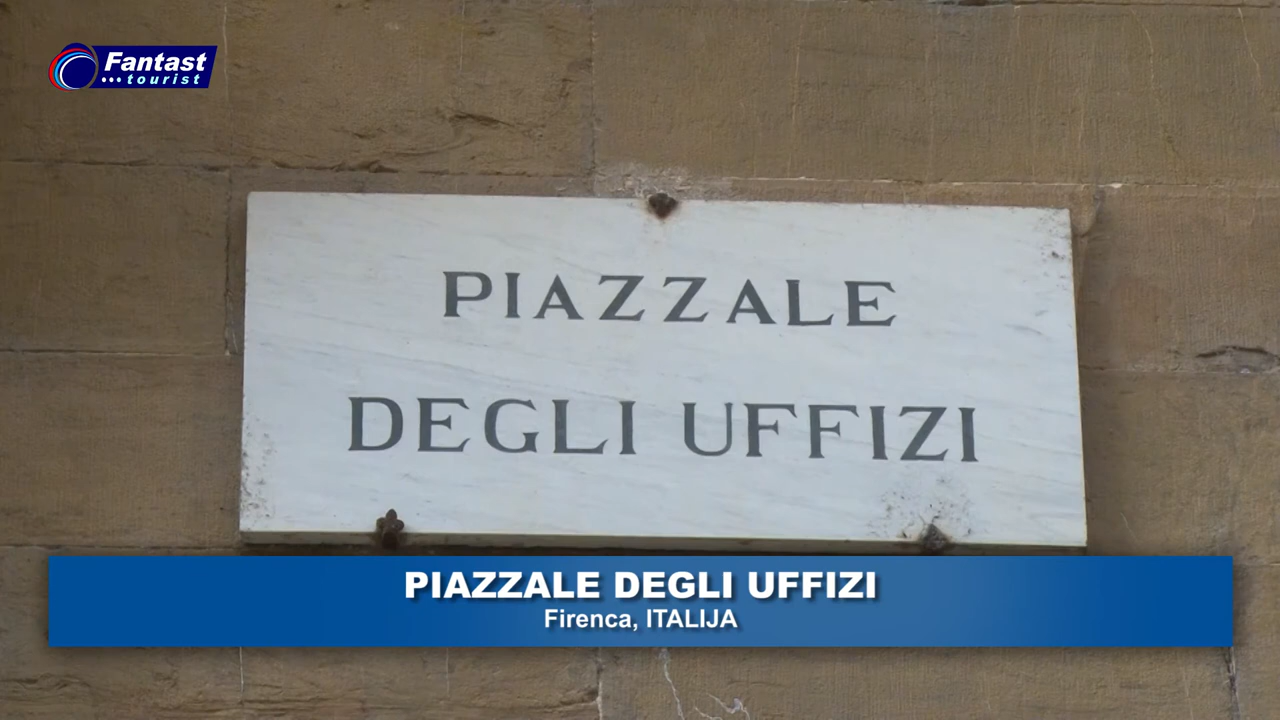 Fantast
...tourist
PIAZZALE
DEGLI UFFIZI
PIAZZALE DEGLI UFFIZI
Firenca, ITALIJA